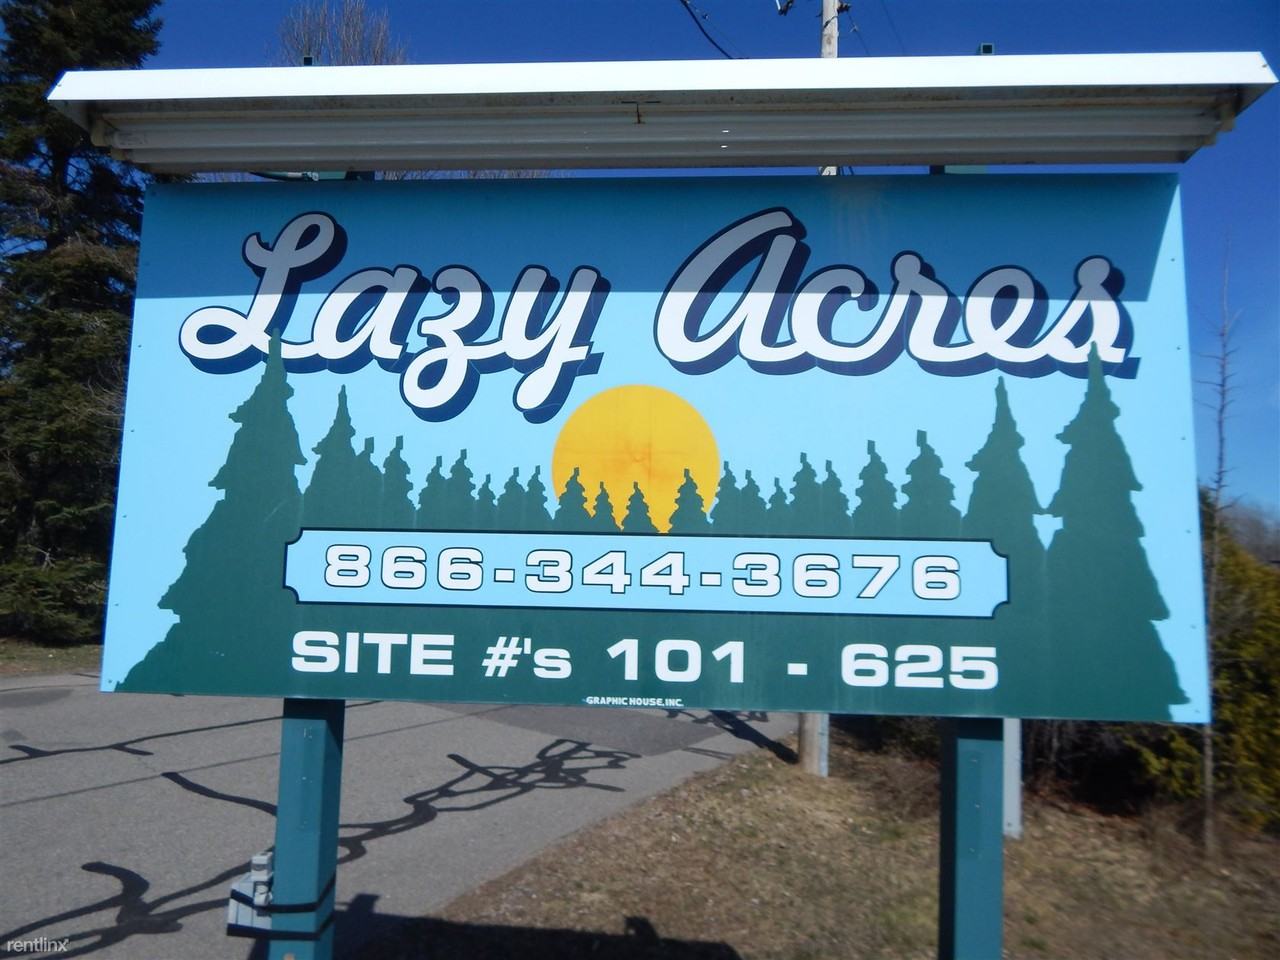 Lazy Acres
866-344-3676
SITE #'s 101 - 625
GRAPHIC HOUSE, INC.
rentlinx